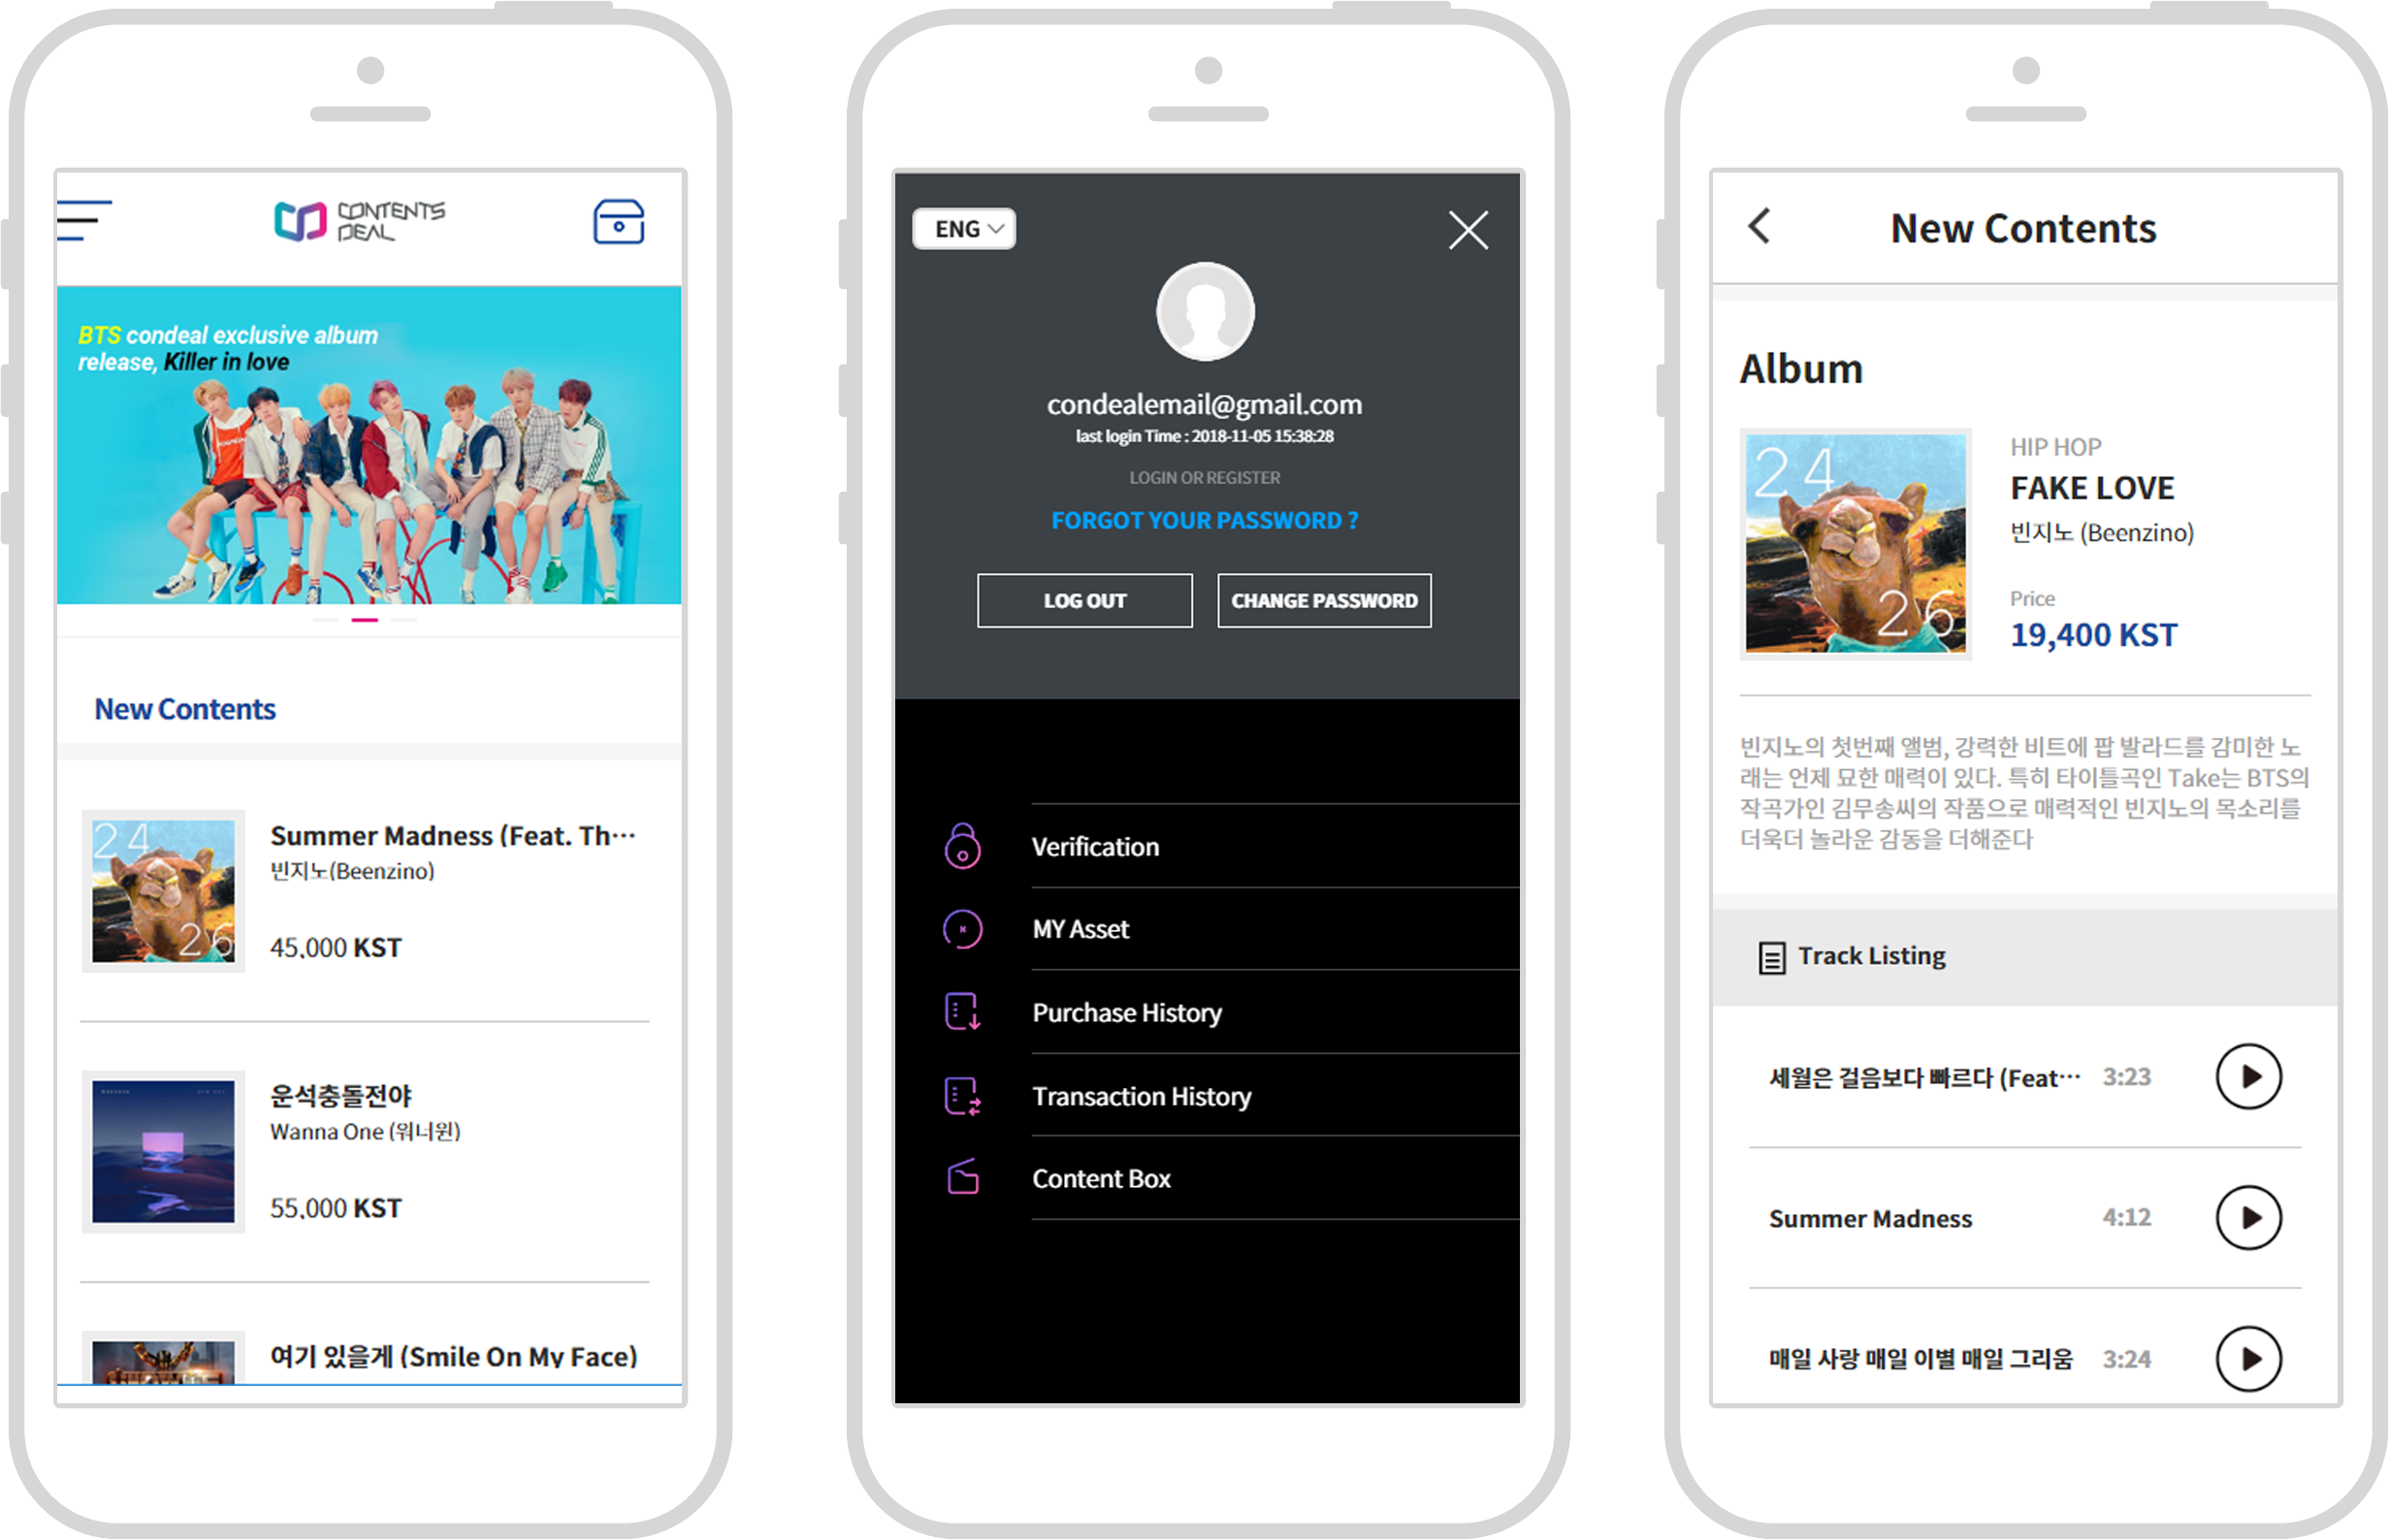 CONTENTS
DEAL
BTS condeal exclusive album
release, Killer in love
New Contents
24
26
Summer Madness (Feat. Th···
빈지노(Beenzino)
45,000 KST
운석충돌전야
Wanna One (워너원)
55,000 KST
여기 있을게 (Smile On My Face)
ENG
condealemail@gmail.com
last login Time : 2018-11-05 15:38:28
LOGIN OR REGISTER
FORGOT YOUR PASSWORD ?
LOG OUT
CHANGE PASSWORD
Verification
MY Asset
Purchase History
Transaction History
Content Box
New Contents
Album
24
26
HIP HOP
FAKE LOVE
빈지노 (Beenzino)
Price
19,400 KST
빈지노의 첫번째 앨범, 강력한 비트에 팝 발라드를 감미한 노
래는 언제 묘한 매력이 있다. 특히 타이틀곡인 Take는 BTS의
작곡가인 김무송씨의 작품으로 매력적인 빈지노의 목소리를
더욱더 놀라운 감동을 더해준다
Track Listing
세월은 걸음보다 빠르다 (Feat··· 3:23
Summer Madness 4:12
매일 사랑 매일 이별 매일 그리움 3:24